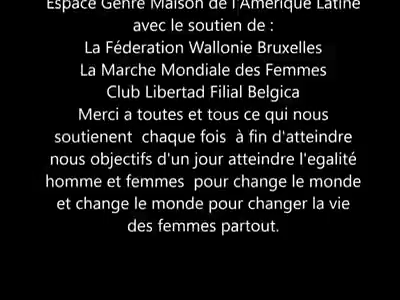 Espace Genre Maison de l'Amerique Latine
avec le soutien de :
La Féderation Wallonie Bruxelles
La Marche Mondiale des Femmes
Club Libertad Filial Belgica
Merci a toutes et tous ce qui nous
soutienent chaque fois à fin d'atteindre
nous objectifs d'un jour atteindre l'egalité
homme et femmes pour change le monde
et change le monde pour changer la vie
des femmes partout.